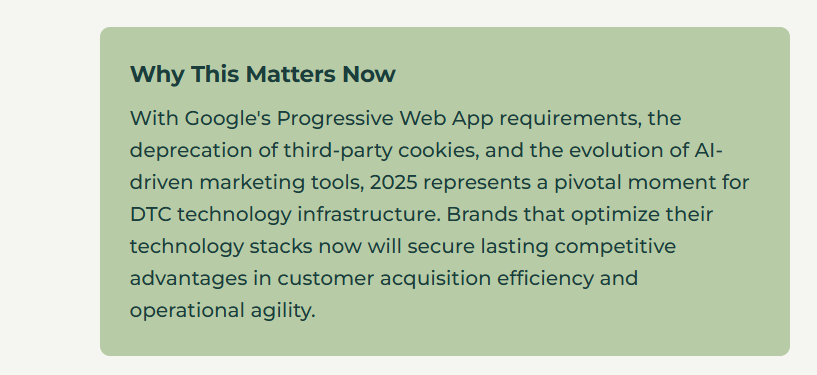 Why This Matters Now
With Google's Progressive Web App requirements, the
deprecation of third-party cookies, and the evolution of AI-
driven marketing tools, 2025 represents a pivotal moment for
DTC technology infrastructure. Brands that optimize their
technology stacks now will secure lasting competitive
advantages in customer acquisition efficiency and
operational agility.